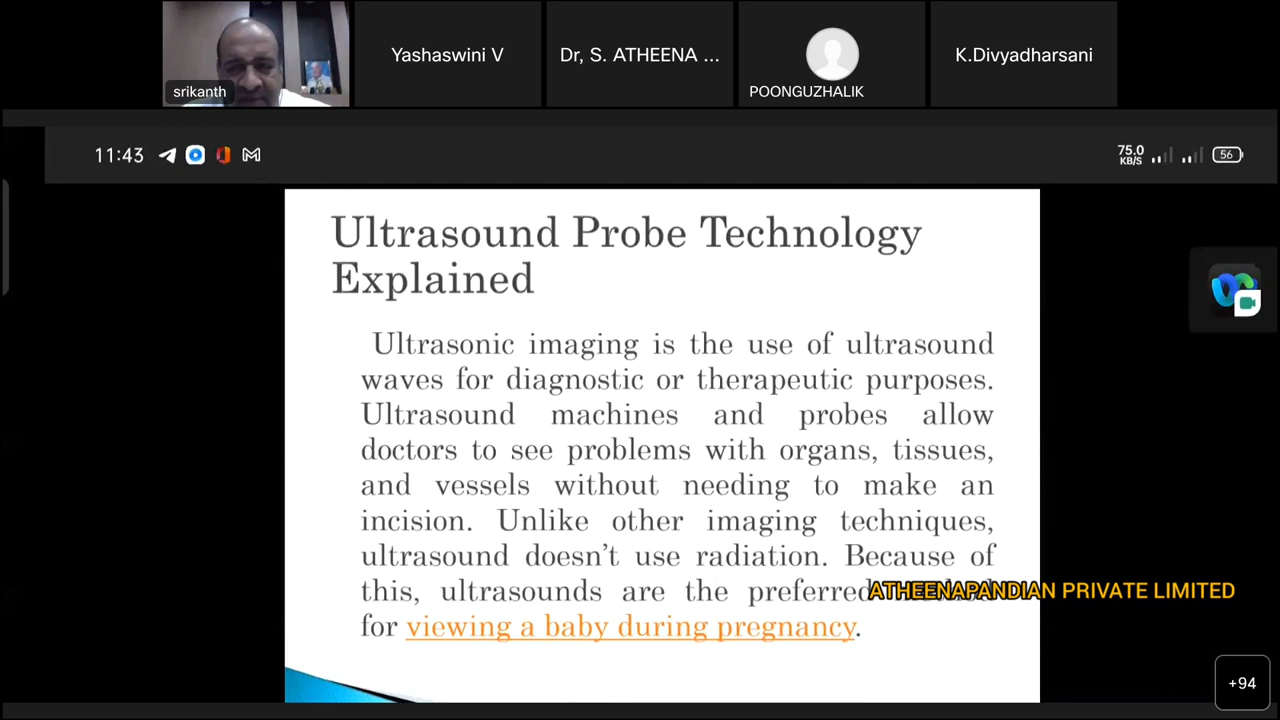 Yashaswini V
Dr, S. ATHEENA ...
K.Divyadharsani
srikanth
POONGUZHALIK
11:43
75.0
KB/S
56
Ultrasound Probe Technology
Explained
Ultrasonic imaging is the use of ultrasound
waves for diagnostic or therapeutic purposes.
Ultrasound machines and probes allow
doctors to see problems with organs, tissues,
and vessels without needing to make an
incision. Unlike other imaging techniques,
ultrasound doesn't use radiation. Because of
this, ultrasounds are the preferred
ATHEENAPANDIAN PRIVATE LIMITED
for viewing a baby during pregnancy.
+94